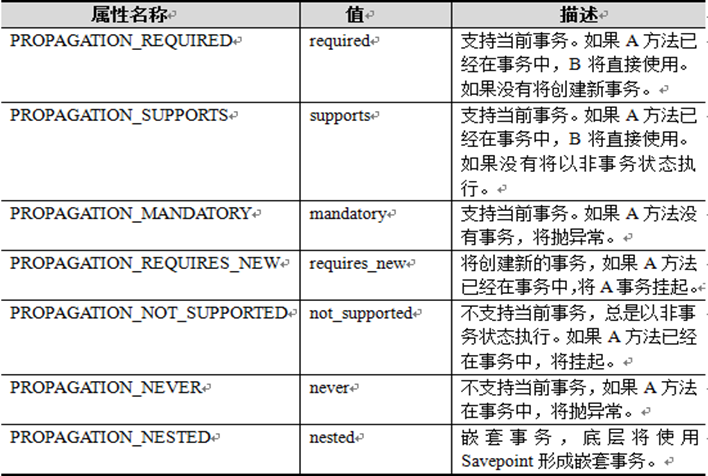 属性名称↵ 值↵ 描述↵
PROPAGATION_REQUIRED↵ required↵ 支持当前事务。如果 A 方法已
经在事务中，B 将直接使用。
如果没有将创建新事务。↵
PROPAGATION_SUPPORTS↵ supports↵ 支持当前事务。如果 A 方法已
经在事务中，B 将直接使用。
如果没有将以非事务状态执
行。↵
PROPAGATION_MANDATORY↵ mandatory↵ 支持当前事务。如果 A 方法没
有事务，将抛异常。↵
PROPAGATION_REQUIRES_NEW↵ requires_new↵ 将创建新的事务，如果 A 方法
已经在事务中，将 A 事务挂起。↵
PROPAGATION_NOT_SUPPORTED↵ not_supported↵ 不支持当前事务，总是以非事
务状态执行。如果 A 方法已经
在事务中，将挂起。↵
PROPAGATION_NEVER↵ never↵ 不支持当前事务，如果 A 方法
在事务中，将抛异常。↵
PROPAGATION_NESTED↵ nested↵ 嵌套事务，底层将使用
Savepoint 形成嵌套事务。↵